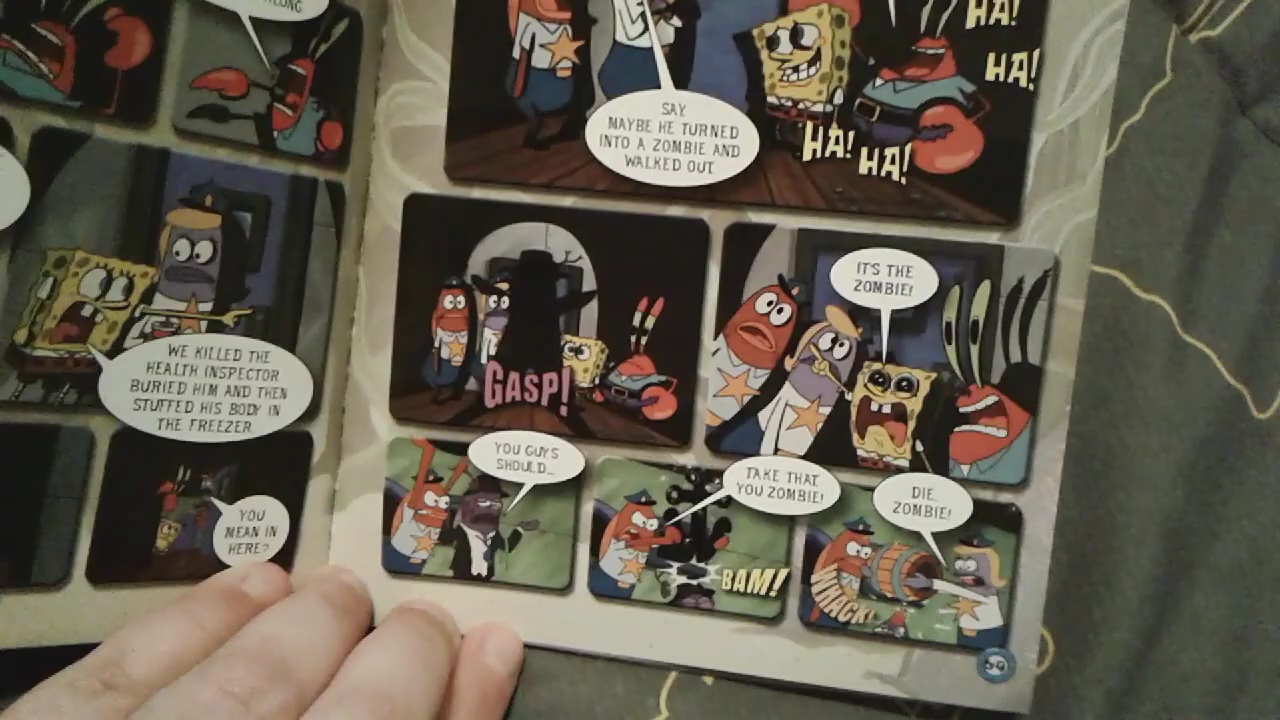 WE KILLED THE
HEALTH INSPECTOR
BURIED HIM AND THEN
STUFFED HIS BODY IN
THE FREEZER.
YOU
MEAN IN
HERE?
SAY.
MAYBE HE TURNED
INTO A ZOMBIE AND
WALKED OUT
HA!
HA!
HA!
HA!
GASP!
IT'S THE
ZOMBIE!
YOU GUYS
SHOULD...
TAKE THAT,
YOU ZOMBIE!
BAM!
DIE,
ZOMBIE!
WHACK!
59